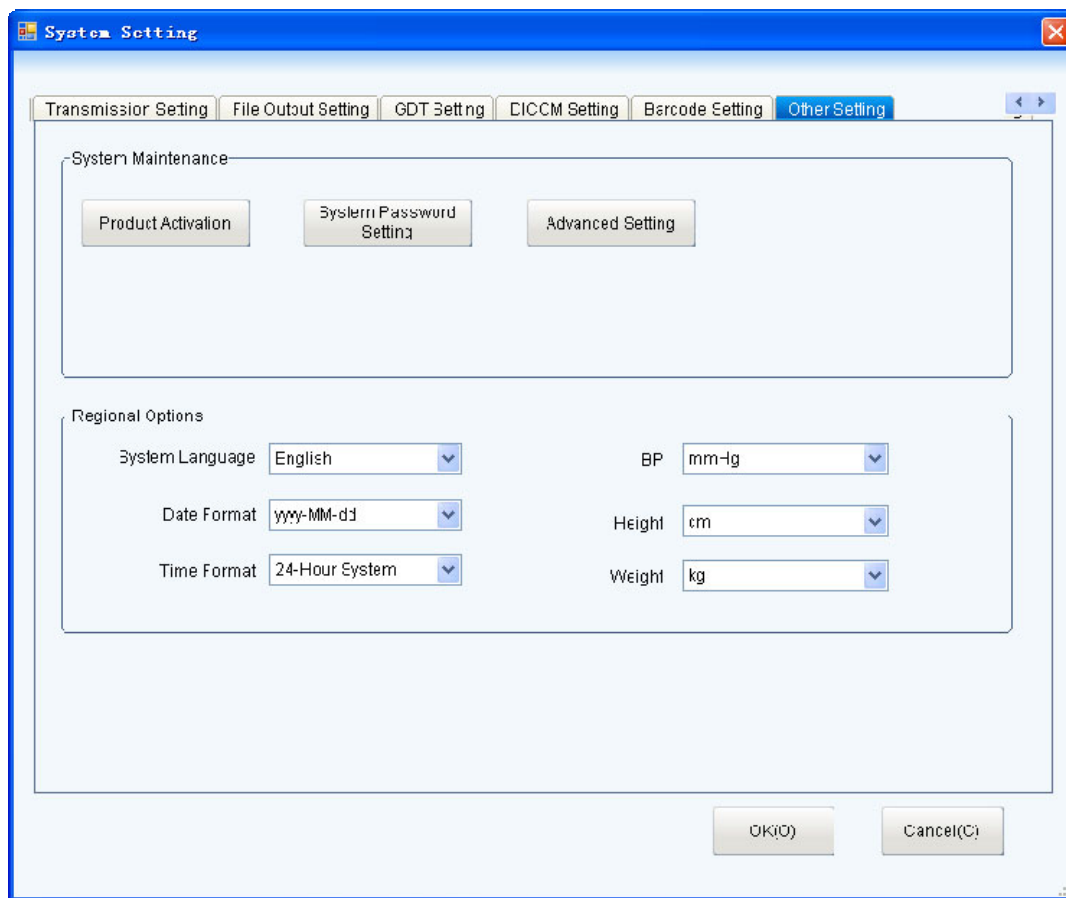 System Setting
Transmission Setting File Output Setting GDT Setting DICOM Setting Barcode Setting Other Setting
System Maintenance
Product Activation
System Password
Setting
Advanced Setting
Regional Options
System Language English
BP mmHg
Date Format yyyy-MM-dd
Height cm
Time Format 24-Hour System
Weight kg
OK(O) Cancel(C)